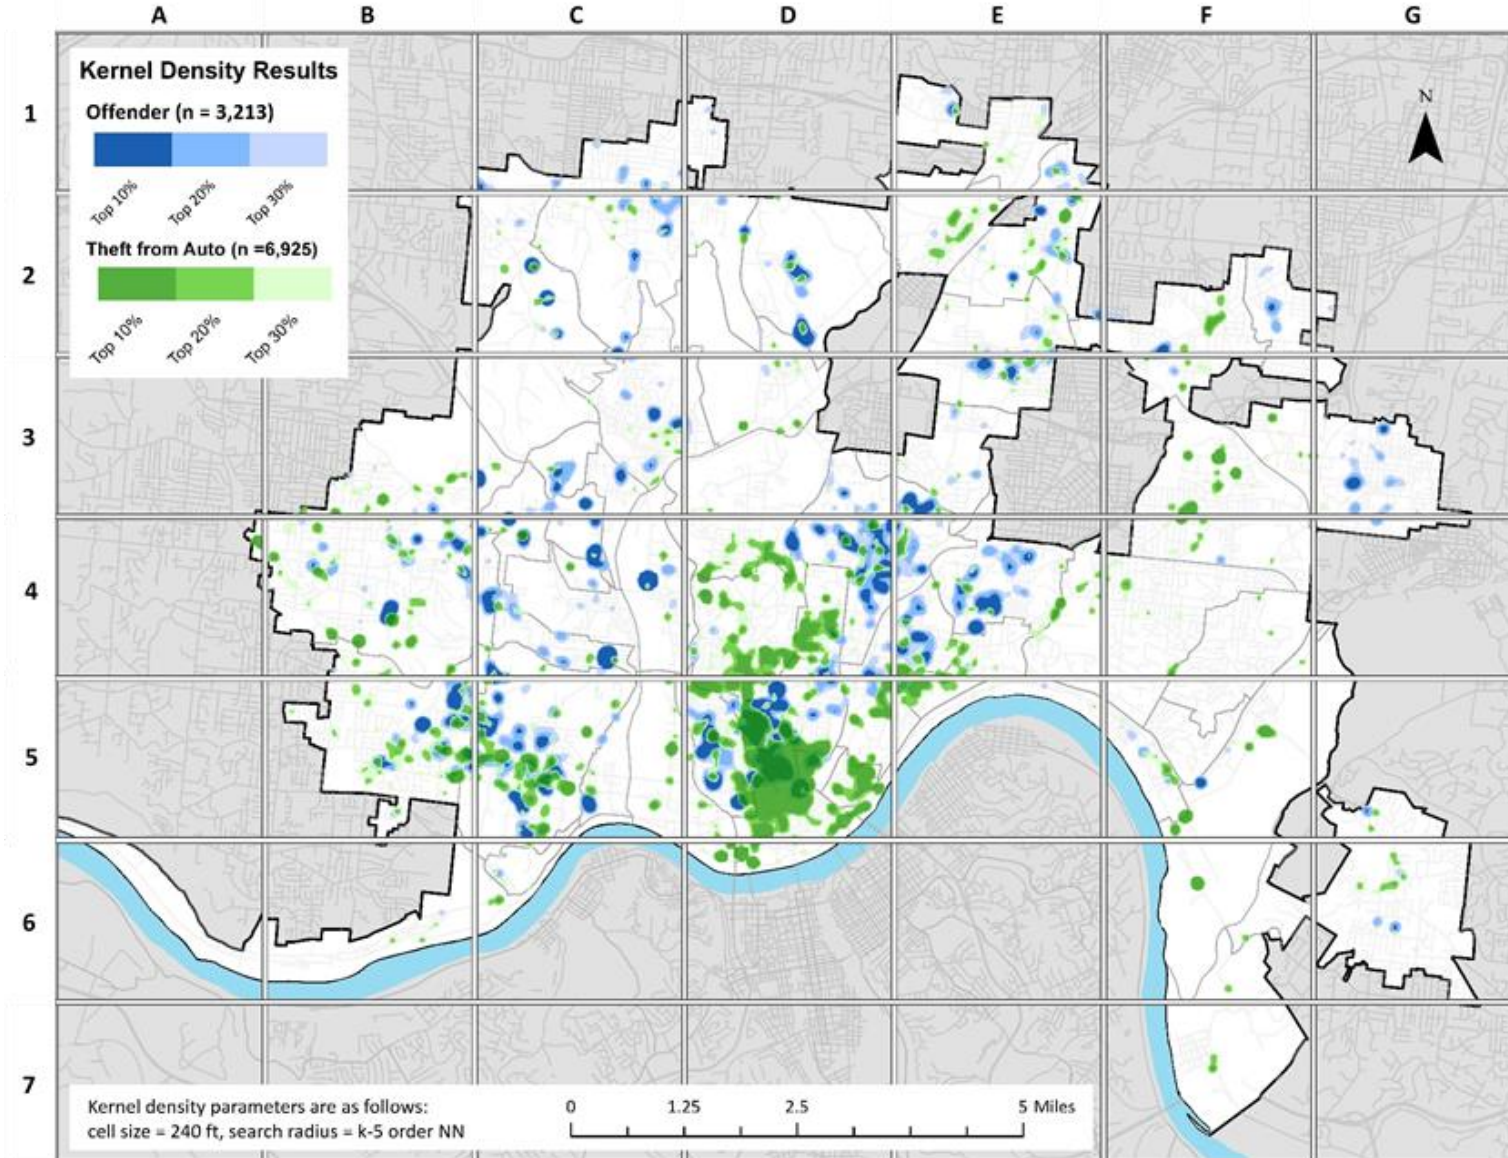 A B C D E F G
1
2
3
4
5
6
7
Kernel Density Results
Offender (n = 3,213)
Top 10% Top 20% Top 30%
Theft from Auto (n =6,925)
Top 10% Top 20% Top 30%
N
Kernel density parameters are as follows:
cell size = 240 ft, search radius = k-5 order NN
0 1.25 2.5 5 Miles